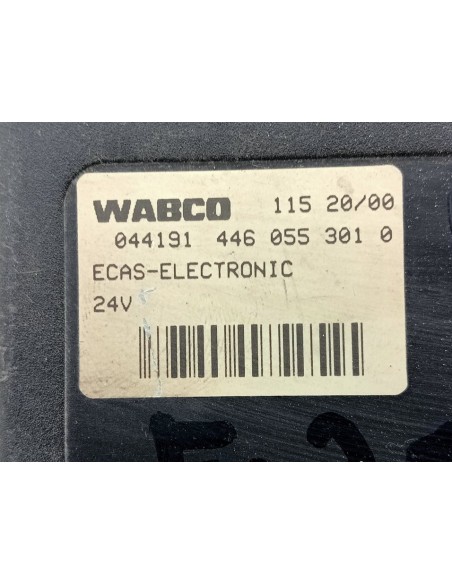 WABCO 115 20/00
044191 446 055 301 0
ECAS-ELECTRONIC
24V